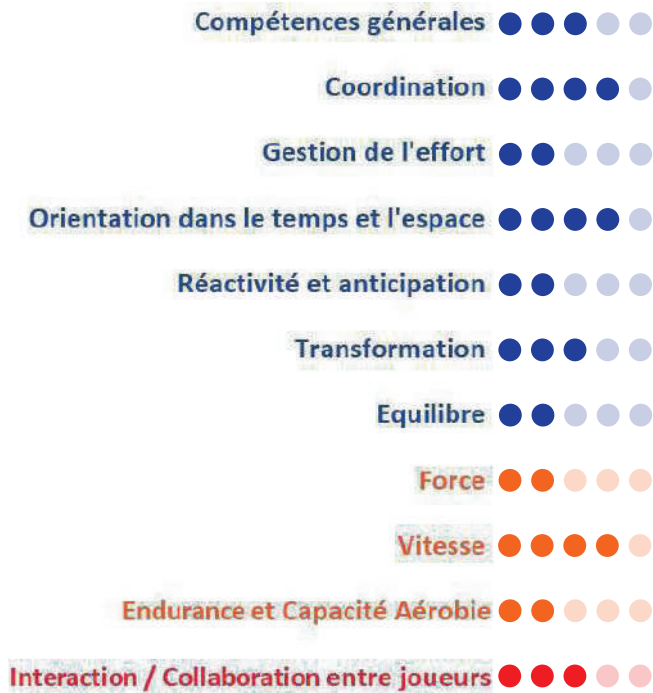 Compétences générales
Coordination
Gestion de l'effort
Orientation dans le temps et l'espace
Réactivité et anticipation
Transformation
Equilibre
Force
Vitesse
Endurance et Capacité Aérobie
Interaction / Collaboration entre joueurs